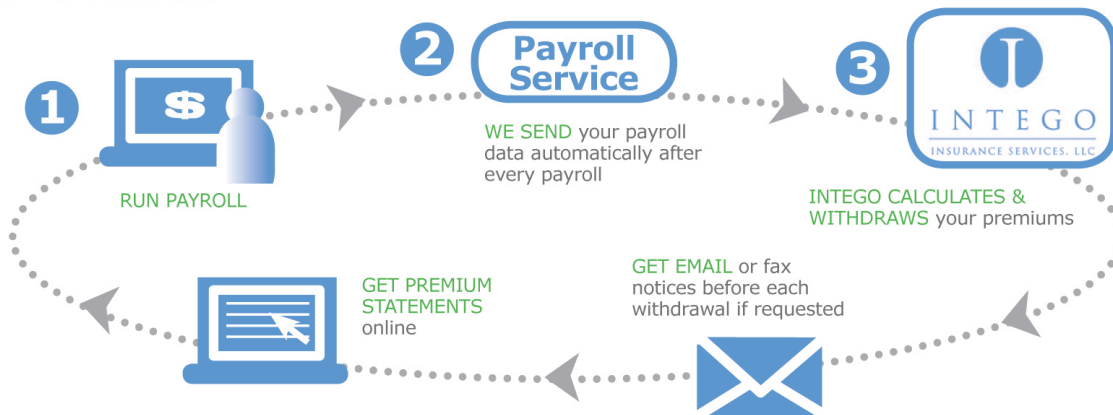 1
$
RUN PAYROLL
2
Payroll
Service
WE SEND your payroll
data automatically after
every payroll
3
I
INTEGO
INSURANCE SERVICES, LLC
INTEGO CALCULATES &
WITHDRAWS your premiums
GET EMAIL or fax
notices before each
withdrawal if requested
GET PREMIUM
STATEMENTS
online